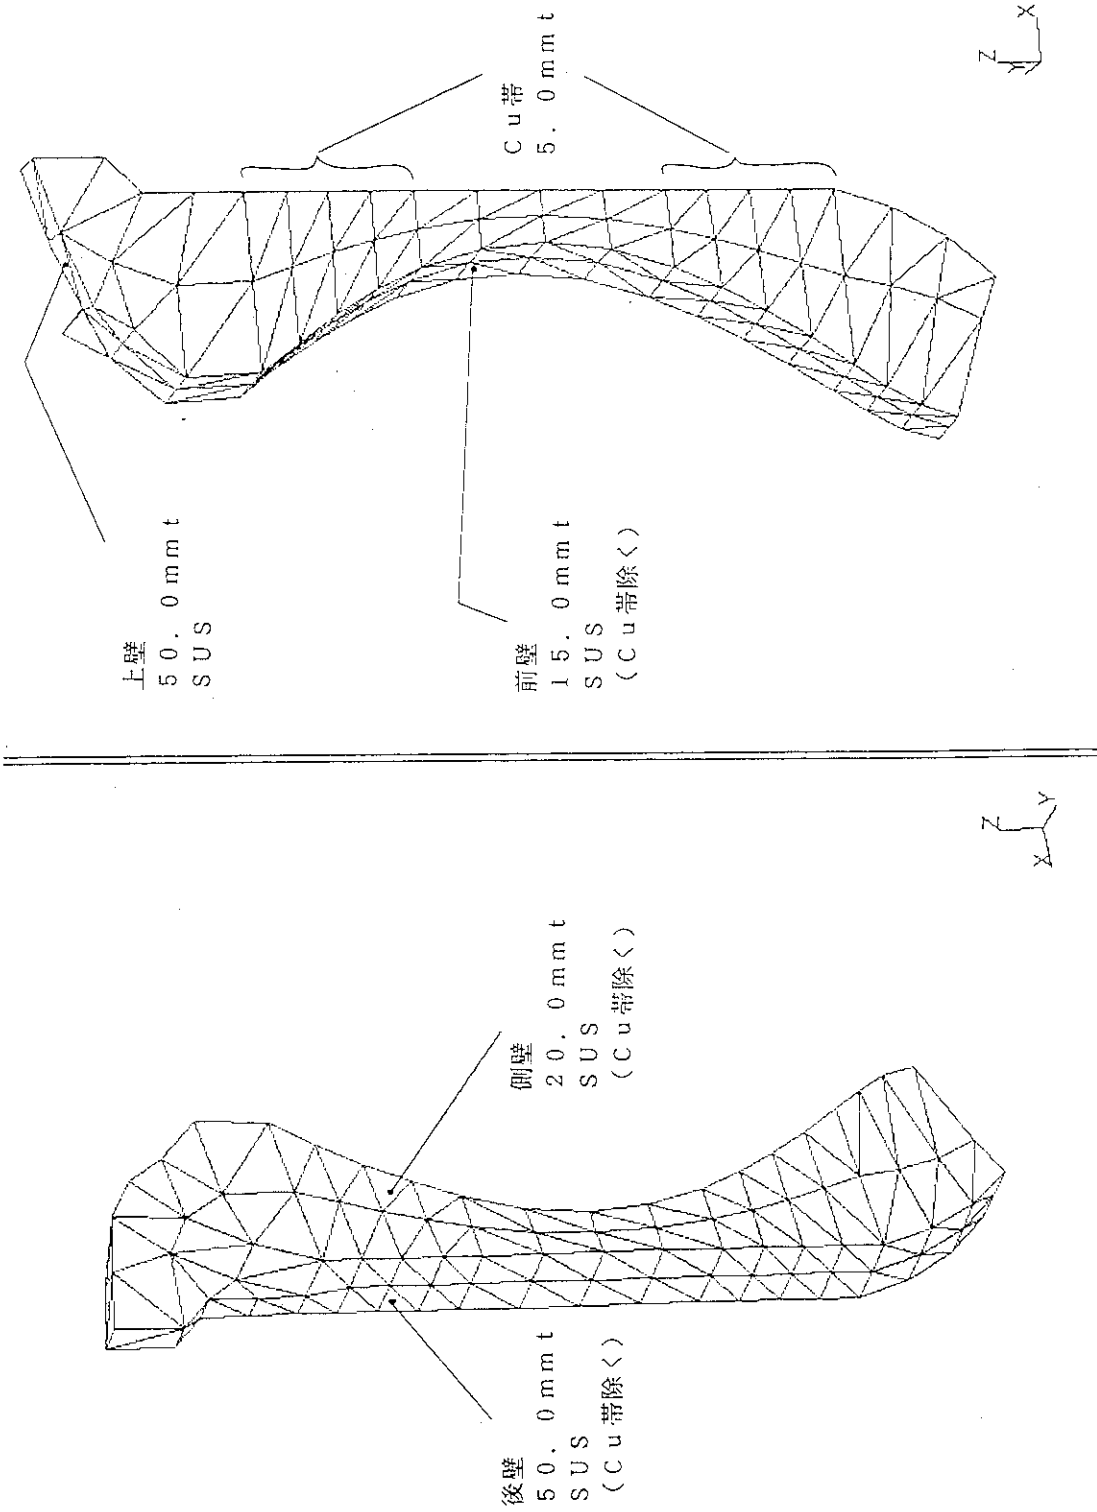 後壁
５０．０ｍｍｔ
ＳＵＳ
（Ｃｕ帯除く）
側壁
２０．０ｍｍｔ
ＳＵＳ
（Ｃｕ帯除く）
Z
X
Y
上壁
５０．０ｍｍｔ
ＳＵＳ
前壁
１５．０ｍｍｔ
ＳＵＳ
（Ｃｕ帯除く）
Ｃｕ帯
５．０ｍｍｔ
Z
Y
X